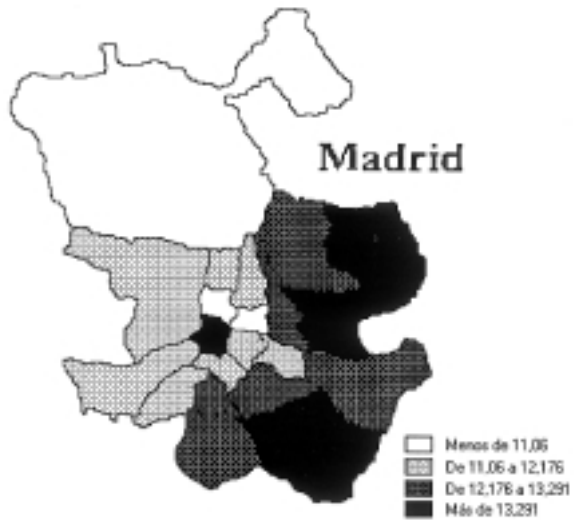 Madrid
Menos de 11,06
De 11,06 a 12,176
De 12,176 a 13,291
Más de 13,291